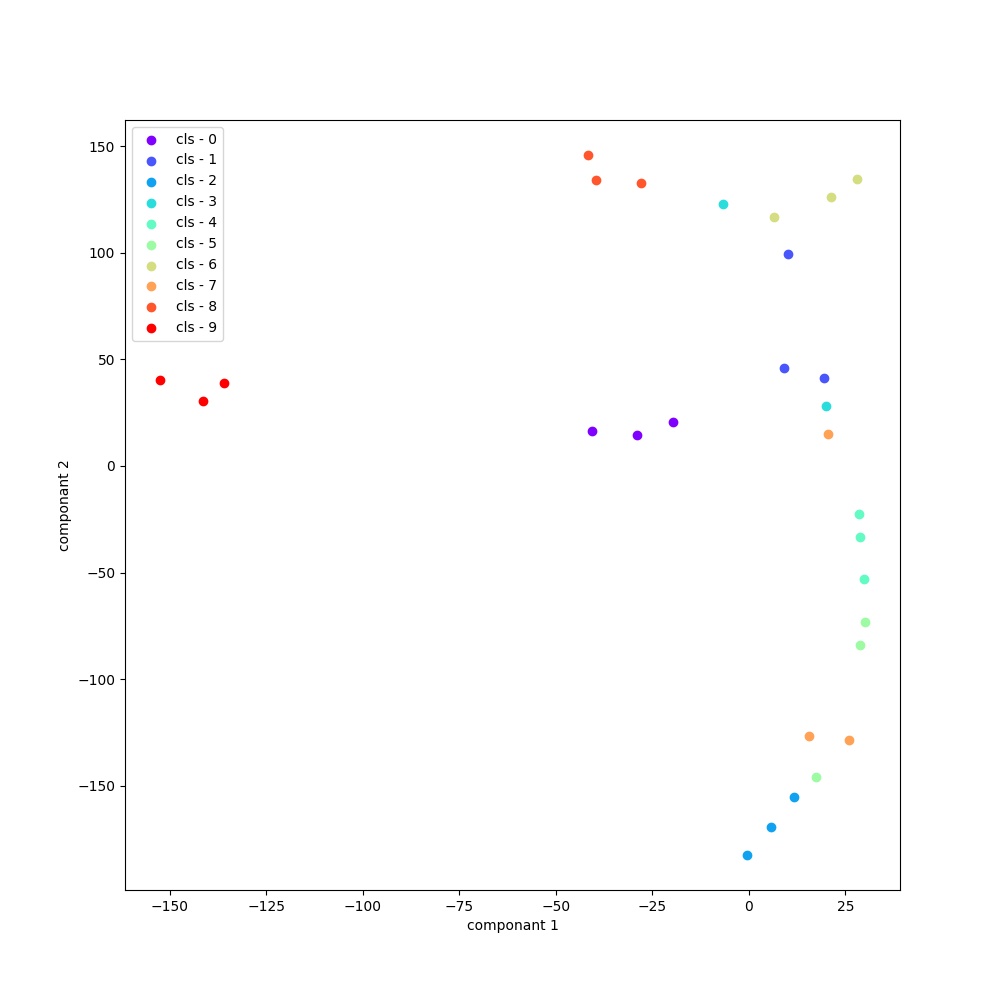 cls - 0
cls - 1
cls - 2
cls - 3
cls - 4
cls - 5
cls - 6
cls - 7
cls - 8
cls - 9
150
100
50
0
−50
−100
−150
componant 2
−150
−125
−100
−75
−50
−25
0
25
componant 1